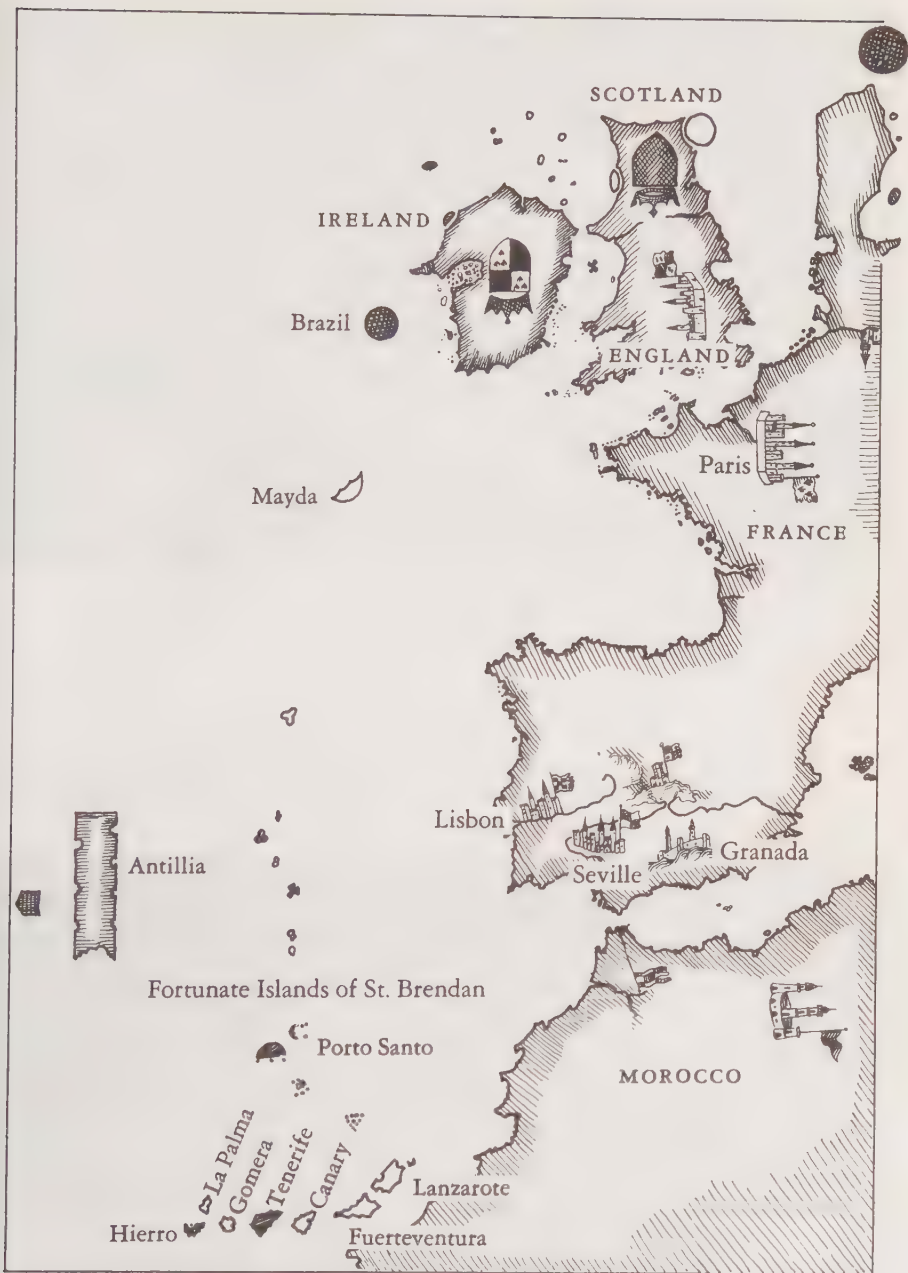 SCOTLAND
IRELAND
Brazil
ENGLAND
Paris
Mayda
FRANCE
Lisbon
Antillia
Seville
Granada
Fortunate Islands of St. Brendan
Porto Santo
MOROCCO
La Palma
Gomera
Tenerife
Canary
Lanzarote
Hierro
Fuerteventura